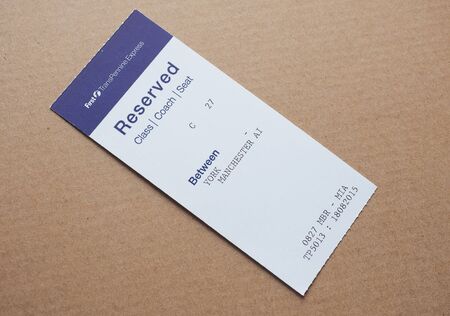 First TransPennine Express
Reserved
Class | Coach | Seat
C 27
Between
YORK -
MANCHESTER AI
0827 MBR - MIA
TP5013 : 18082015